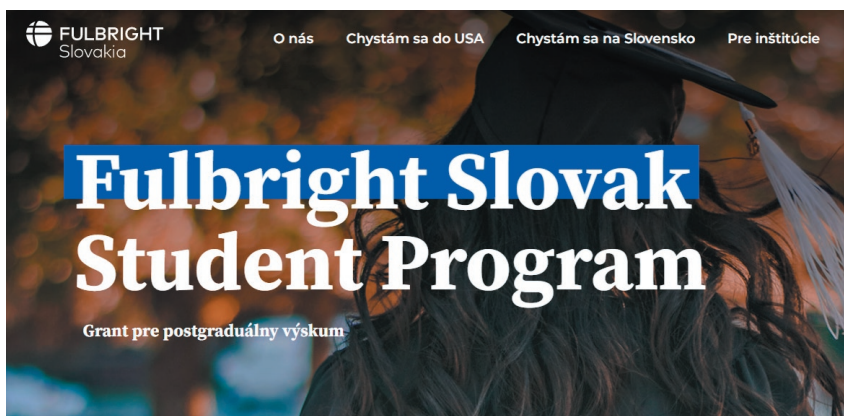 FULBRIGHT
Slovakia
O nás Chystám sa do USA Chystám sa na Slovensko Pre inštitúcie
Fulbright Slovak
Student Program
Grant pre postgraduálny výskum